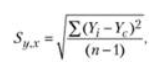 S_{y,x} = \sqrt{\frac{\sum (Y_i - Y_c)^2}{(n-1)}},